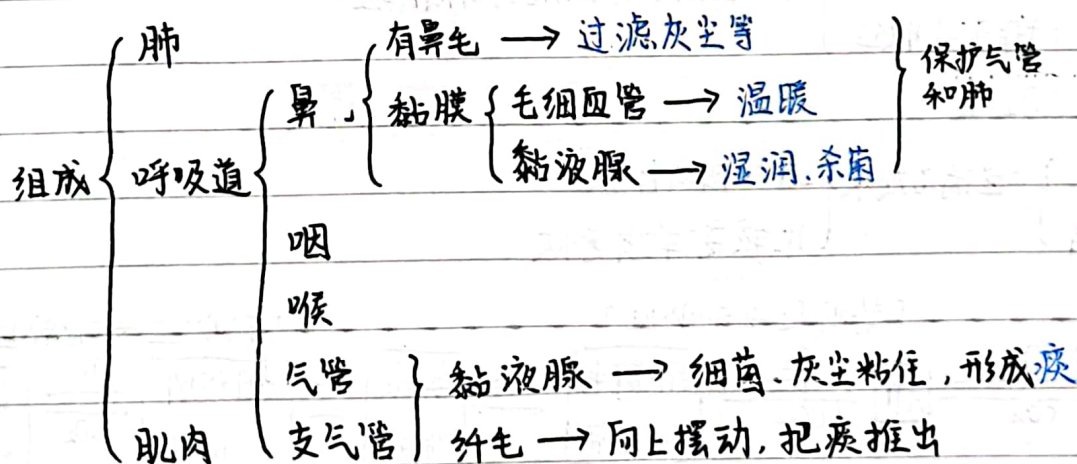 肺
有鼻毛 → 过滤灰尘等
保护气管
和肺
鼻
黏膜
毛细血管 → 温暖
黏液腺 → 湿润、杀菌
组成
呼吸道
咽
喉
气管
黏液腺 → 细菌、灰尘粘住，形成痰
肌肉
支气管
纤毛 → 向上摆动，把痰推出